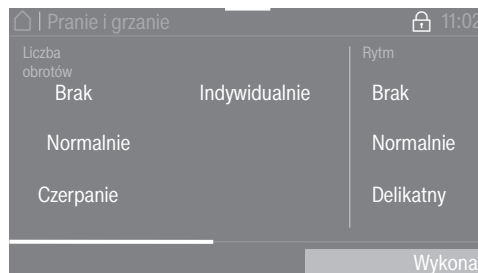 | Pranie i grzanie 11:02
Liczba
obrotów
Brak
Indywidualnie
Normalnie
Czerpanie
Rytm
Brak
Normalnie
Delikatny
Wykona